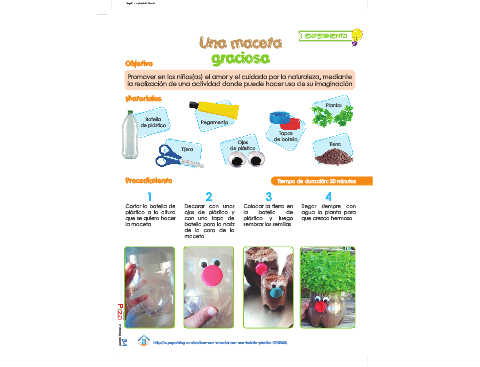 EXPERIMENTO
Una maceta
graciosa
Objetivo
Promover en los niños(as) el amor y el cuidado por la naturaleza, mediante
la realización de una actividad donde puede hacer uso de su imaginación
Materiales
Botella
de plástico
Pegamento
Tapas
de botella
Planta
Tijera
Ojos
de plástico
Tierra
Procedimiento
Tiempo de duración: 30 minutos
1
Cortar la botella de
plástico a la altura
que se quiera hacer
la maceta
2
Decorar con unos
ojos de plástico y
con una tapa de
botella para la nariz
de la cara de la
maceta
3
Colocar la tierra en
la botella de
plástico y luego
sembrar las semillas
4
Regar siempre con
agua la planta para
que crezca hermosa